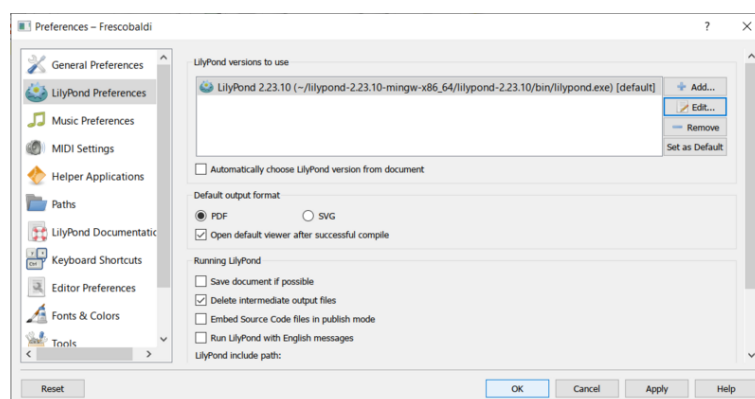 Preferences – Frescobaldi
?
General Preferences
LilyPond Preferences
Music Preferences
MIDI Settings
Helper Applications
Paths
LilyPond Documentatic
Keyboard Shortcuts
Editor Preferences
Fonts & Colors
Tools
LilyPond versions to use
LilyPond 2.23.10 (~/lilypond-2.23.10-mingw-x86_64/lilypond-2.23.10/bin/lilypond.exe) [default]
Add...
Edit...
Remove
Set as Default
Automatically choose LilyPond version from document
Default output format
PDF
SVG
Open default viewer after successful compile
Running LilyPond
Save document if possible
Delete intermediate output files
Embed Source Code files in publish mode
Run LilyPond with English messages
LilyPond include path:
Reset
OK
Cancel
Apply
Help